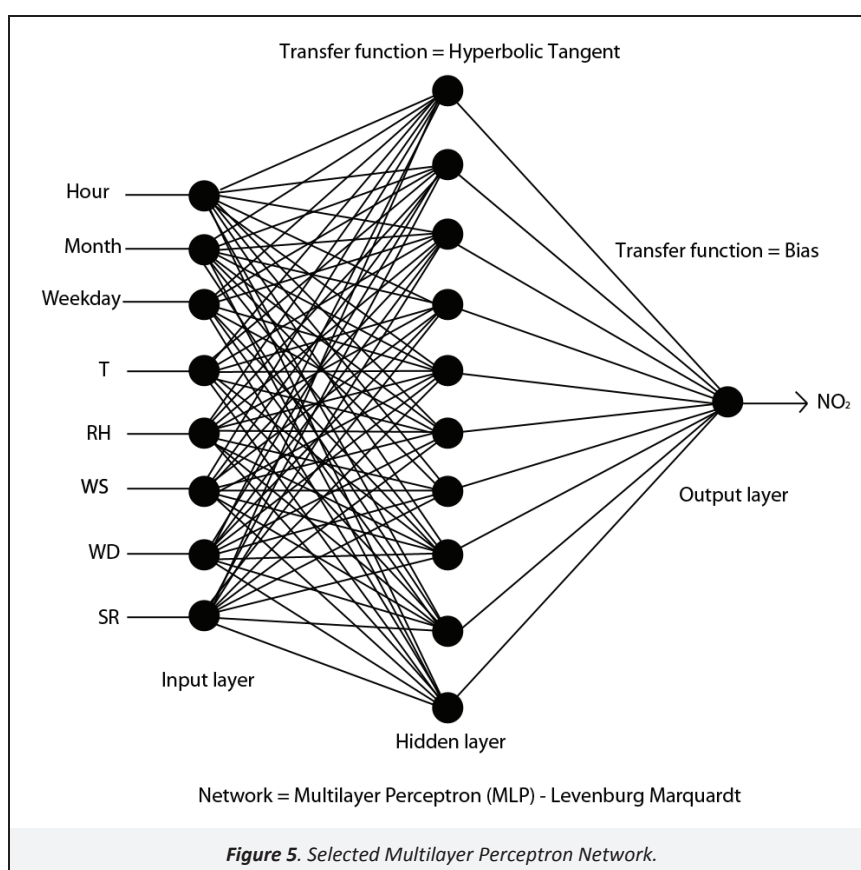 Transfer function = Hyperbolic Tangent
Hour
Month
Weekday
T
RH
WS
WD
SR
Transfer function = Bias
NO₂
Output layer
Input layer
Hidden layer
Network = Multilayer Perceptron (MLP) - Levenburg Marquardt
Figure 5. Selected Multilayer Perceptron Network.